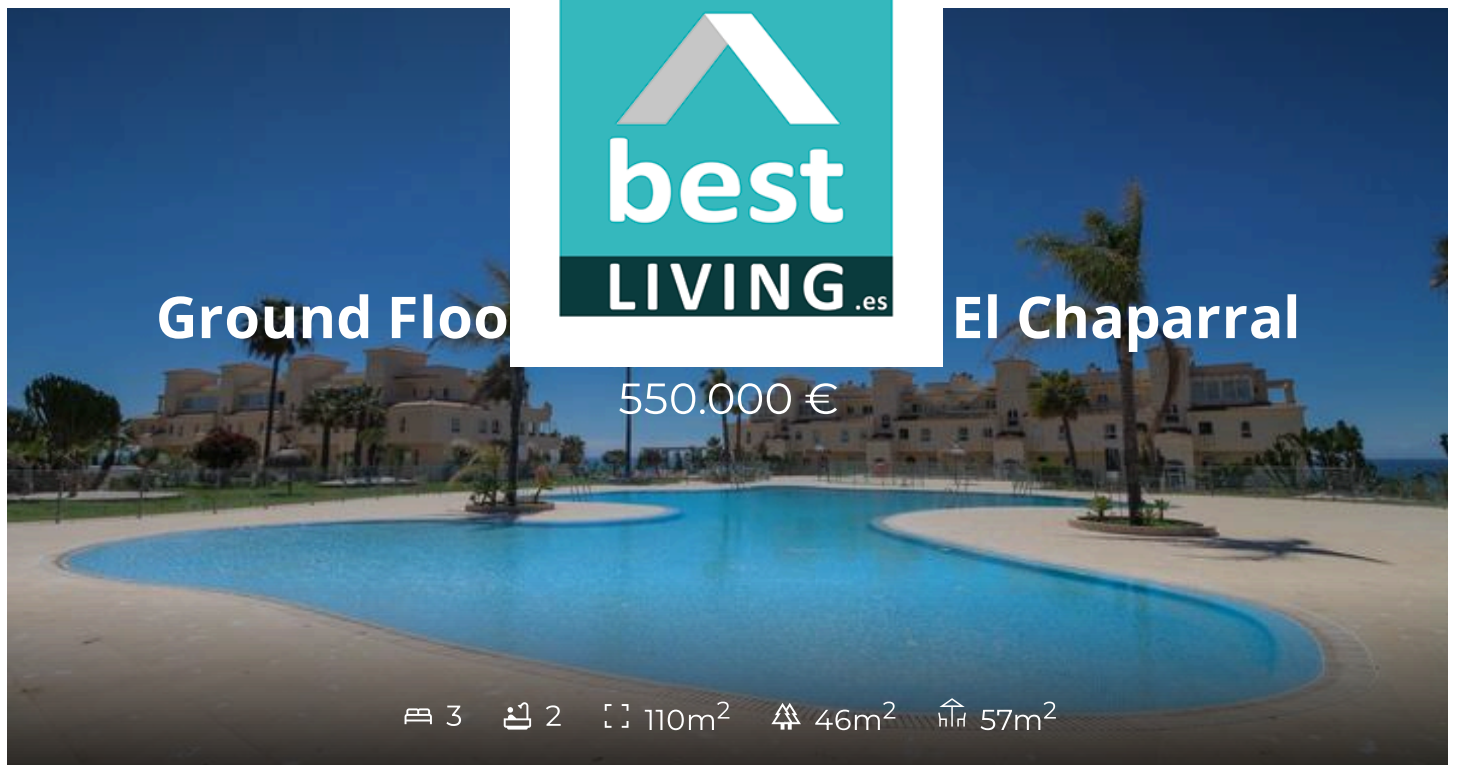 best
LIVING.es
Ground Floo El Chaparral
550.000 €
3 2 110m² 46m² 57m²